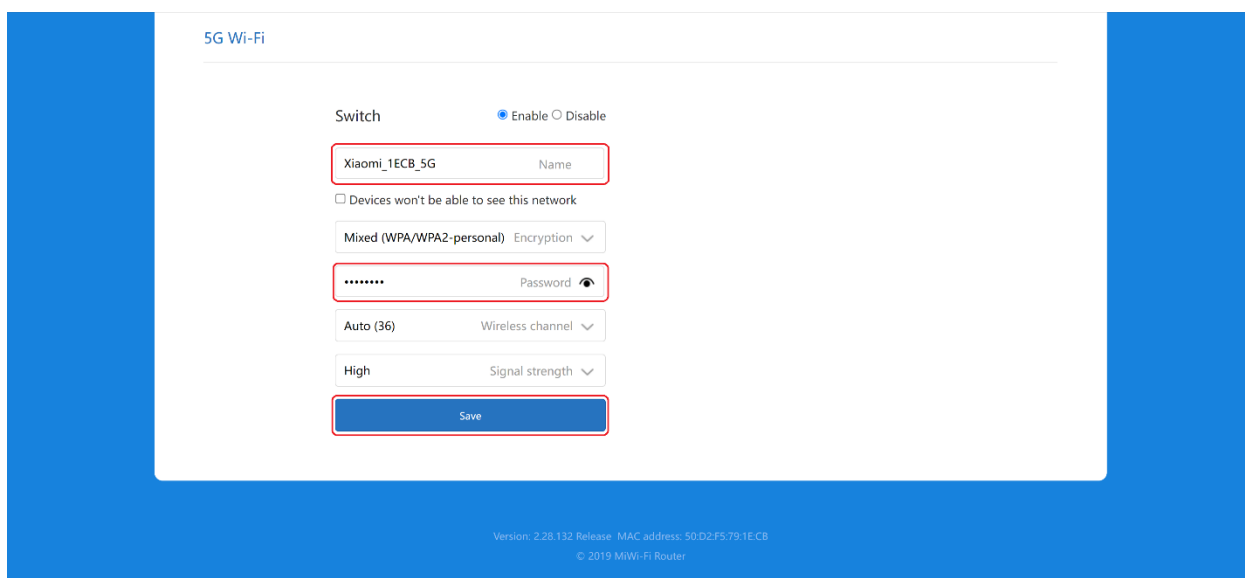 5G Wi-Fi
Switch Enable Disable
Xiaomi_1ECB_5G Name
Devices won't be able to see this network
Mixed (WPA/WPA2-personal) Encryption
•••••••• Password
Auto (36) Wireless channel
High Signal strength
Save
Version: 2.28.132 Release MAC address: 50:D2:F5:79:1E:CB
© 2019 MiWi-Fi Router